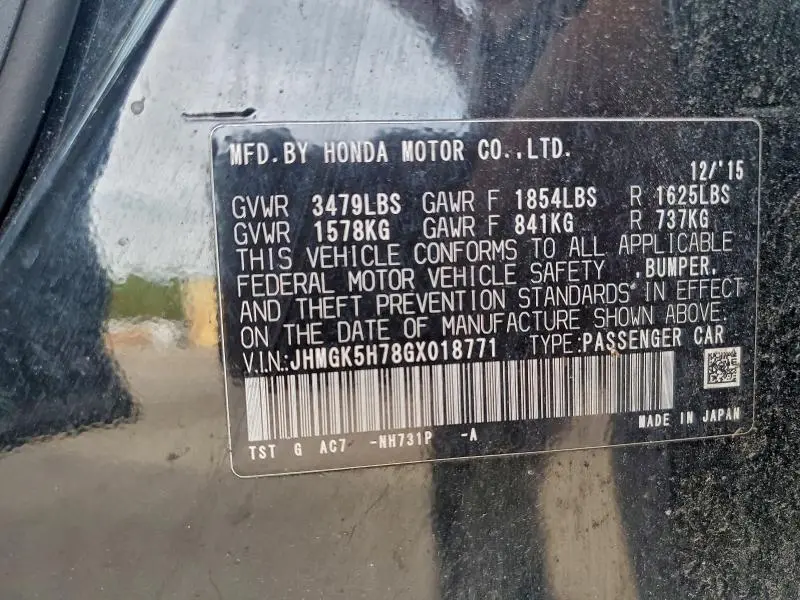 MFD.BY HONDA MOTOR CO.,LTD.
12/'15
GVWR 3479LBS GAWR F 1854LBS R 1625LBS
GVWR 1578KG GAWR F 841KG R 737KG
THIS VEHICLE CONFORMS TO ALL APPLICABLE
FEDERAL MOTOR VEHICLE SAFETY ,BUMPER,
AND THEFT PREVENTION STANDARDS IN EFFECT
ON THE DATE OF MANUFACTURE SHOWN ABOVE.
V.I.N:JHMGK5H78GX018771 TYPE:PASSENGER CAR
MADE IN JAPAN
TST G AC7 -NH731P -A